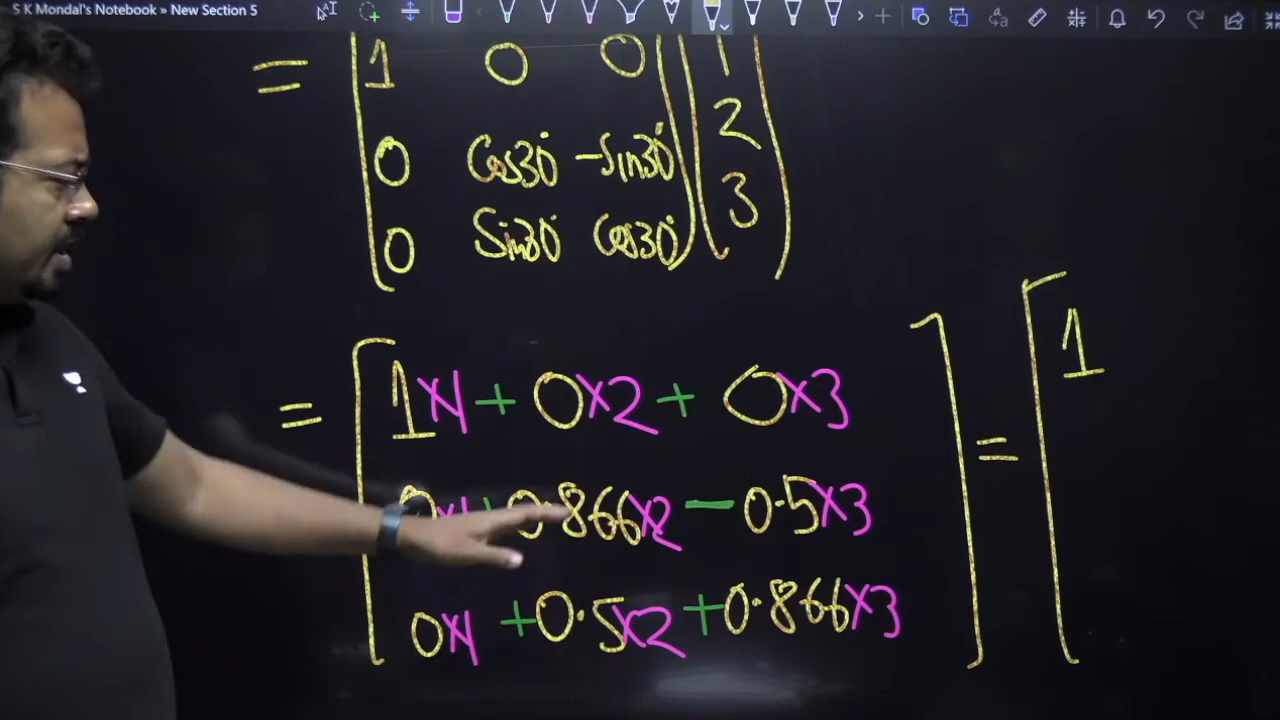 S K Mondal's Notebook » New Section 5
= [1 0 0] [1]
[0 Cos30° -Sin30°] [2]
[0 Sin30° Cos30°] [3]
= [1x1 + 0x2 + 0x3] = [1
0x1 + 0.866x2 - 0.5x3
0x1 + 0.5x2 + 0.866x3]